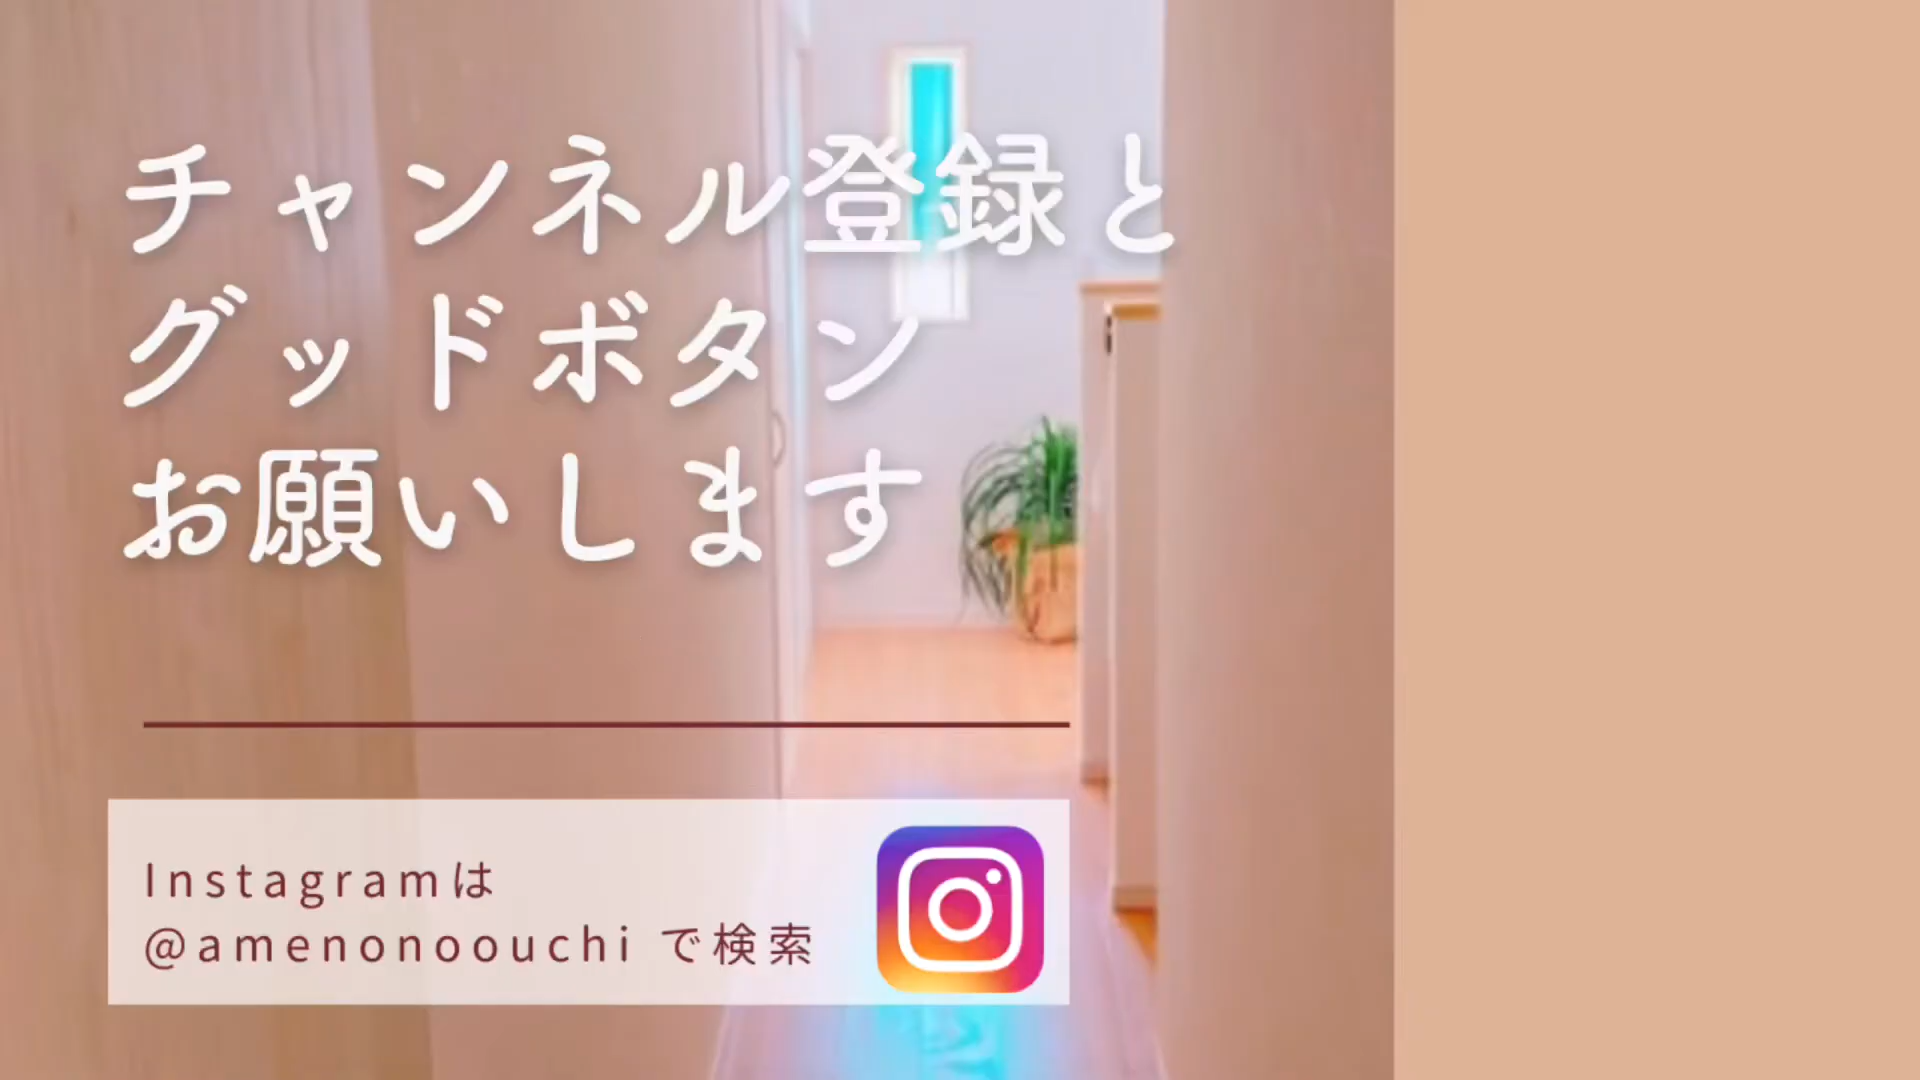 チャンネル登録と
グッドボタン
お願いします
Instagramは
@amenonoouchi で検索